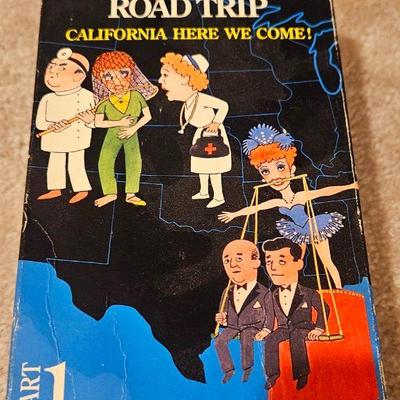 ROAD TRIP
CALIFORNIA HERE WE COME!
ART
1